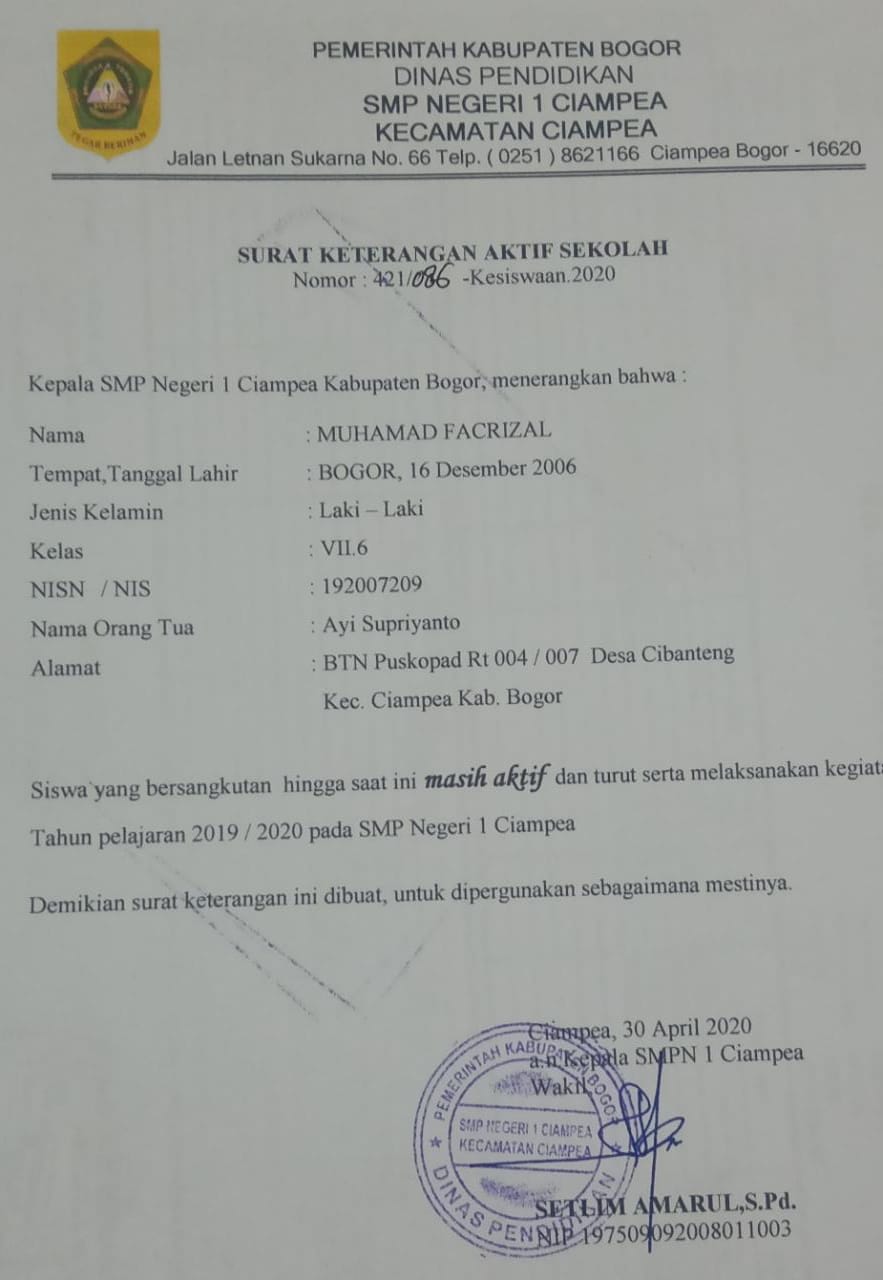 PEMERINTAH KABUPATEN BOGOR
DINAS PENDIDIKAN
SMP NEGERI 1 CIAMPEA
KECAMATAN CIAMPEA
Jalan Letnan Sukarna No. 66 Telp. ( 0251 ) 8621166 Ciampea Bogor - 16620
TEGAR BERIMAN
SURAT KETERANGAN AKTIF SEKOLAH
Nomor : 421/086 -Kesiswaan.2020
Kepala SMP Negeri 1 Ciampea Kabupaten Bogor, menerangkan bahwa :
Nama : MUHAMAD FACRIZAL
Tempat,Tanggal Lahir : BOGOR, 16 Desember 2006
Jenis Kelamin : Laki – Laki
Kelas : VII.6
NISN / NIS : 192007209
Nama Orang Tua : Ayi Supriyanto
Alamat : BTN Puskopad Rt 004 / 007 Desa Cibanteng
Kec. Ciampea Kab. Bogor
Siswa yang bersangkutan hingga saat ini masih aktif dan turut serta melaksanakan kegiata
Tahun pelajaran 2019 / 2020 pada SMP Negeri 1 Ciampea
Demikian surat keterangan ini dibuat, untuk dipergunakan sebagaimana mestinya.
Ciampea, 30 April 2020
a.n.Kepala SMPN 1 Ciampea
Wakil
PEMERINTAH KABUPATEN BOGOR
SMP NEGERI 1 CIAMPEA
KECAMATAN CIAMPEA
DINAS PENDIDIKAN
SETLIM AMARUL,S.Pd.
NIP 197509092008011003